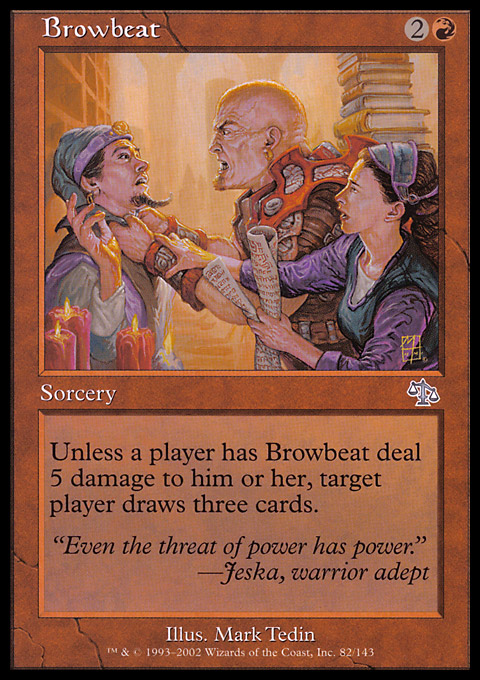 Browbeat 2
Sorcery
Unless a player has Browbeat deal
5 damage to him or her, target
player draws three cards.
“Even the threat of power has power.”
—Jeska, warrior adept
Illus. Mark Tedin
™ & © 1993–2002 Wizards of the Coast, Inc. 82/143